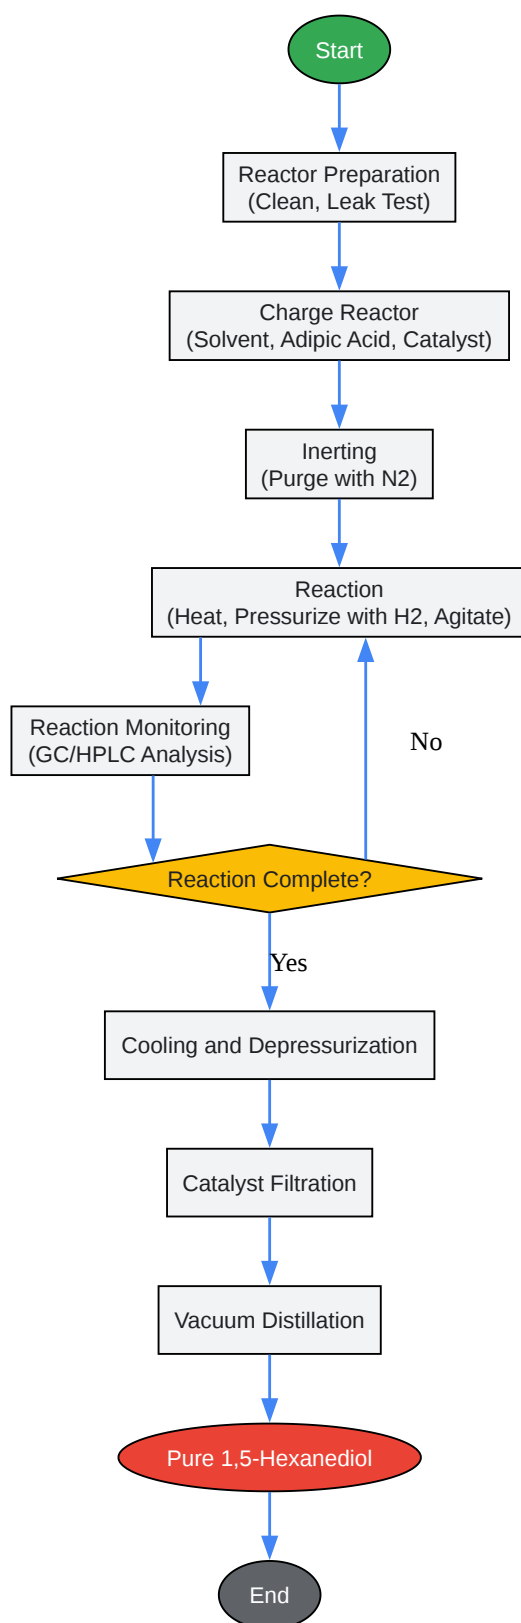 Start
Reactor Preparation
(Clean, Leak Test)
Charge Reactor
(Solvent, Adipic Acid, Catalyst)
Inerting
(Purge with N2)
Reaction
(Heat, Pressurize with H2, Agitate)
Reaction Monitoring
(GC/HPLC Analysis)
No
Reaction Complete?
Yes
Cooling and Depressurization
Catalyst Filtration
Vacuum Distillation
Pure 1,5-Hexanediol
End